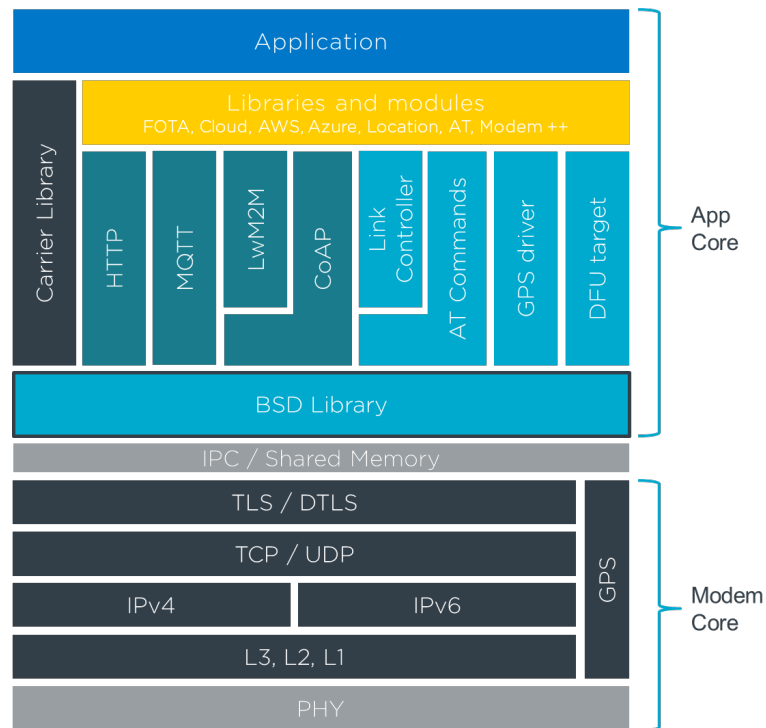 Application
Libraries and modules
FOTA, Cloud, AWS, Azure, Location, AT, Modem ++
Carrier Library
HTTP
MQTT
LwM2M
CoAP
Link
Controller
AT Commands
GPS driver
DFU target
App
Core
BSD Library
IPC / Shared Memory
TLS / DTLS
TCP / UDP
IPv4
IPv6
GPS
L3, L2, L1
Modem
Core
PHY